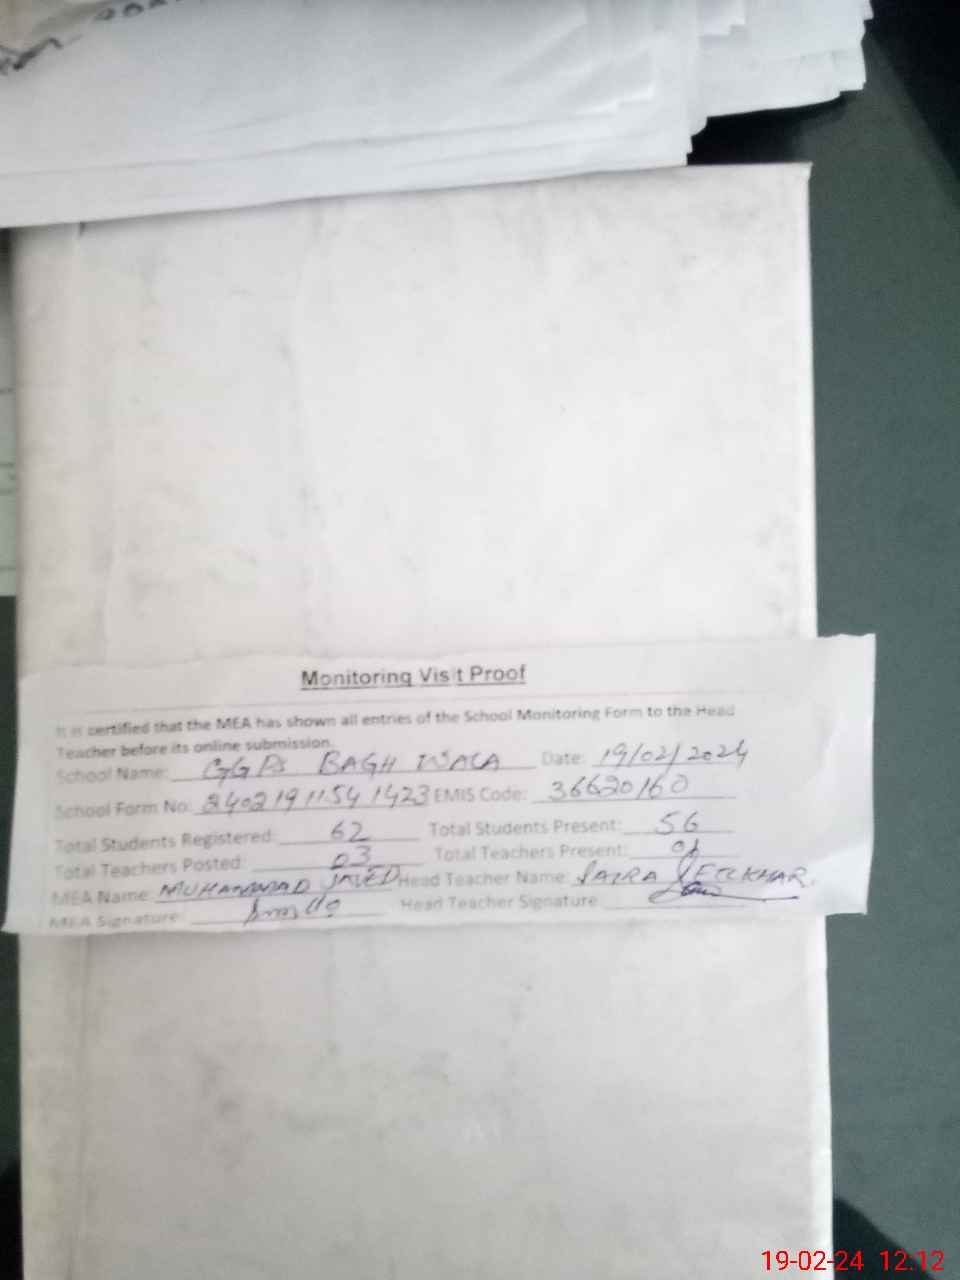 Monitoring Visit Proof
It is certified that the MEA has shown all entries of the School Monitoring Form to the Head
Teacher before its online submission.
School Name: GGPS BAGH WALA Date: 19/02/2024
School Form No: 24021911541423 EMIS Code: 36620160
Total Students Registered: 62 Total Students Present: 56
Total Teachers Posted: 03 Total Teachers Present:
MEA Name: MUHAMMAD JAVED Head Teacher Name: SAIRA
MEA Signature: Head Teacher Signature
19-02-24 12:12